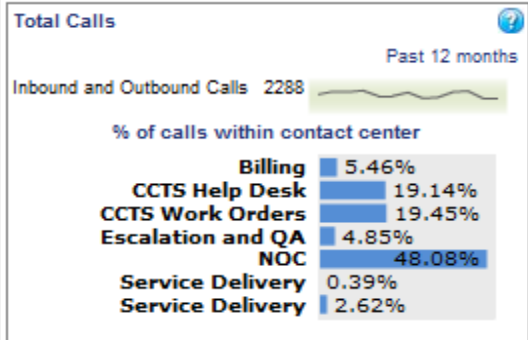 Total Calls ?
Past 12 months
Inbound and Outbound Calls 2288
% of calls within contact center
Billing 5.46%
CCTS Help Desk 19.14%
CCTS Work Orders 19.45%
Escalation and QA 4.85%
NOC 48.08%
Service Delivery 0.39%
Service Delivery 2.62%